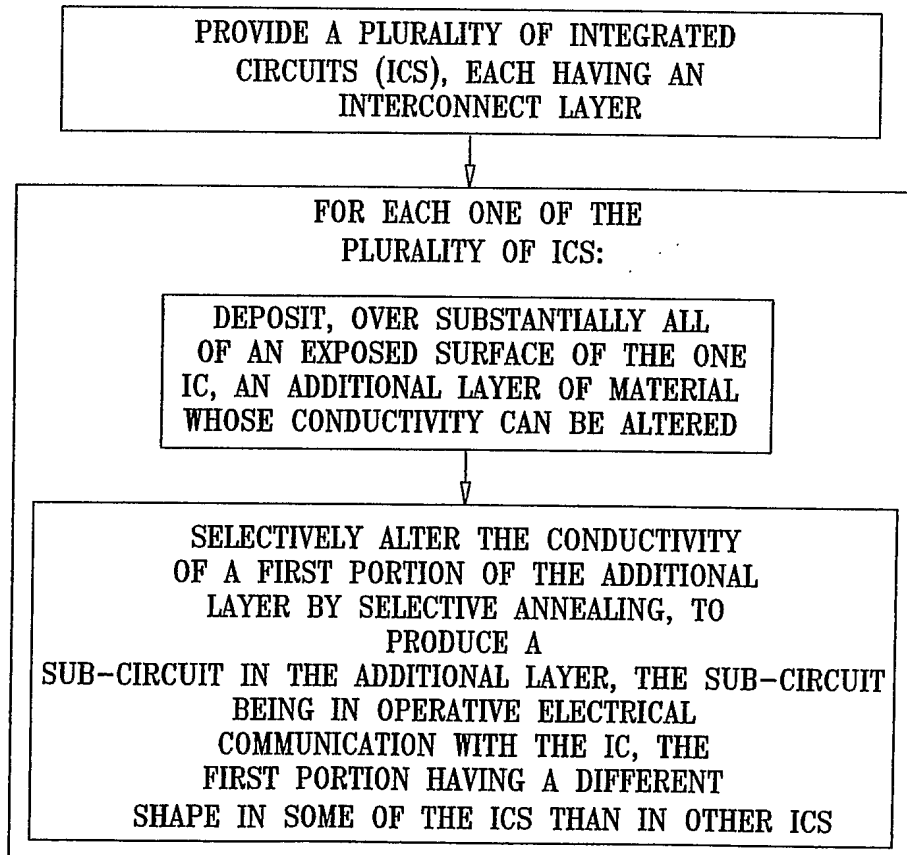 PROVIDE A PLURALITY OF INTEGRATED
CIRCUITS (ICS), EACH HAVING AN
INTERCONNECT LAYER
FOR EACH ONE OF THE
PLURALITY OF ICS:
DEPOSIT, OVER SUBSTANTIALLY ALL
OF AN EXPOSED SURFACE OF THE ONE
IC, AN ADDITIONAL LAYER OF MATERIAL
WHOSE CONDUCTIVITY CAN BE ALTERED
SELECTIVELY ALTER THE CONDUCTIVITY
OF A FIRST PORTION OF THE ADDITIONAL
LAYER BY SELECTIVE ANNEALING, TO
PRODUCE A
SUB-CIRCUIT IN THE ADDITIONAL LAYER, THE SUB-CIRCUIT
BEING IN OPERATIVE ELECTRICAL
COMMUNICATION WITH THE IC, THE
FIRST PORTION HAVING A DIFFERENT
SHAPE IN SOME OF THE ICS THAN IN OTHER ICS